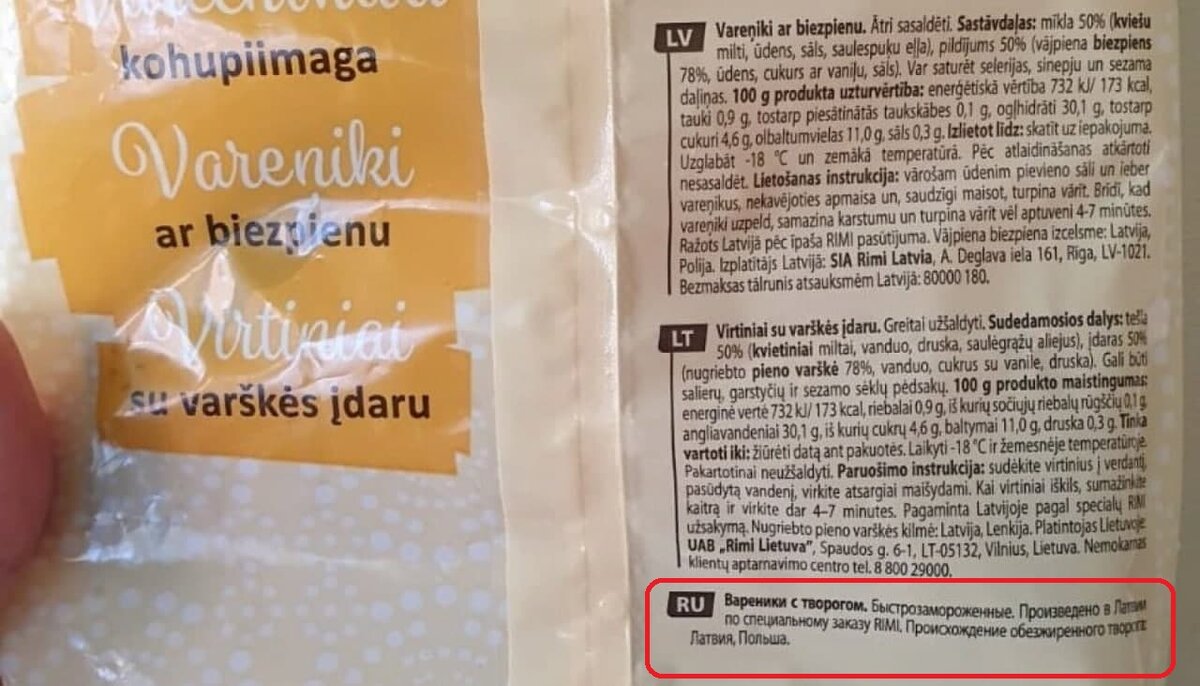 kohupiimaga
Vareniki
ar biezpienu
Virtiniai
su varškės įdaru
LV
Vareņiki ar biezpienu. Ātri sasaldēti. Sastāvdaļas: mīkla 50% (kviešu
milti, ūdens, sāls, saulespuķu eļļa), pildījums 50% (vājpiena biezpiens
78%, ūdens, cukurs ar vaniļu, sāls). Var saturēt selerijas, sinepju un sezama
daļiņas. 100 g produkta uzturvērtība: enerģētiskā vērtība 732 kJ/ 173 kcal,
tauki 0,9 g, tostarp piesātinātās taukskābes 0,1 g, ogļhidrāti 30,1 g, tostarp
cukuri 4,6 g, olbaltumvielas 11,0 g, sāls 0,3 g. Izlietot līdz: skatīt uz iepakojuma.
Uzglabāt -18 °C un zemākā temperatūrā. Pēc atlaidināšanas atkārtoti
nesasaldēt. Lietošanas instrukcija: vārošam ūdenim pievieno sāli un ieber
vareņikus, nekavējoties apmaisa un, saudzīgi maisot, turpina vārīt. Brīdī, kad
vareņiki uzpeld, samazina karstumu un turpina vārīt vēl aptuveni 4-7 minūtes.
Ražots Latvijā pēc īpaša RIMI pasūtījuma. Vājpiena biezpiena izcelsme: Latvija,
Polija. Izplatītājs Latvijā: SIA Rimi Latvia, A. Deglava iela 161, Rīga, LV-1021.
Bezmaksas tālrunis atsauksmēm Latvijā: 80000 180.
LT
Virtiniai su varškės įdaru. Greitai užšaldyti. Sudedamosios dalys: tešla
50% (kvietiniai miltai, vanduo, druska, saulėgrąžų aliejus), įdaras 50%
(nugriebto pieno varškė 78%, vanduo, cukrus su vanile, druska). Gali būti
salierų, garstyčių ir sezamo sėklų pėdsakų. 100 g produkto maistingumas:
energinė vertė 732 kJ/ 173 kcal, riebalai 0,9 g, iš kurių sočiųjų riebalų rūgščių 0,1 g,
angliavandeniai 30,1 g, iš kurių cukrų 4,6 g, baltymai 11,0 g, druska 0,3 g. Tinka
vartoti iki: žiūrėti datą ant pakuotės. Laikyti -18 °C ir žemesnėje temperatūroje.
Pakartotinai neužšaldyti. Paruošimo instrukcija: sudėkite virtinius į verdantį,
pasūdytą vandenį, virkite atsargiai maišydami. Kai virtiniai iškils, sumažinkite
kaitrą ir virkite dar 4–7 minutes. Pagaminta Latvijoje pagal specialų RIMI
užsakymą. Nugriebto pieno varškės kilmė: Latvija, Lenkija. Platintojas Lietuvoje
UAB „Rimi Lietuva”, Spaudos g. 6-1, LT-05132, Vilnius, Lietuva. Nemokamas
klientų aptarnavimo centro tel. 8 800 29000.
RU
Вареники с творогом. Быстрозамороженные. Произведено в Латвии
по специальному заказу RIMI. Происхождение обезжиренного творога:
Латвия, Польша.